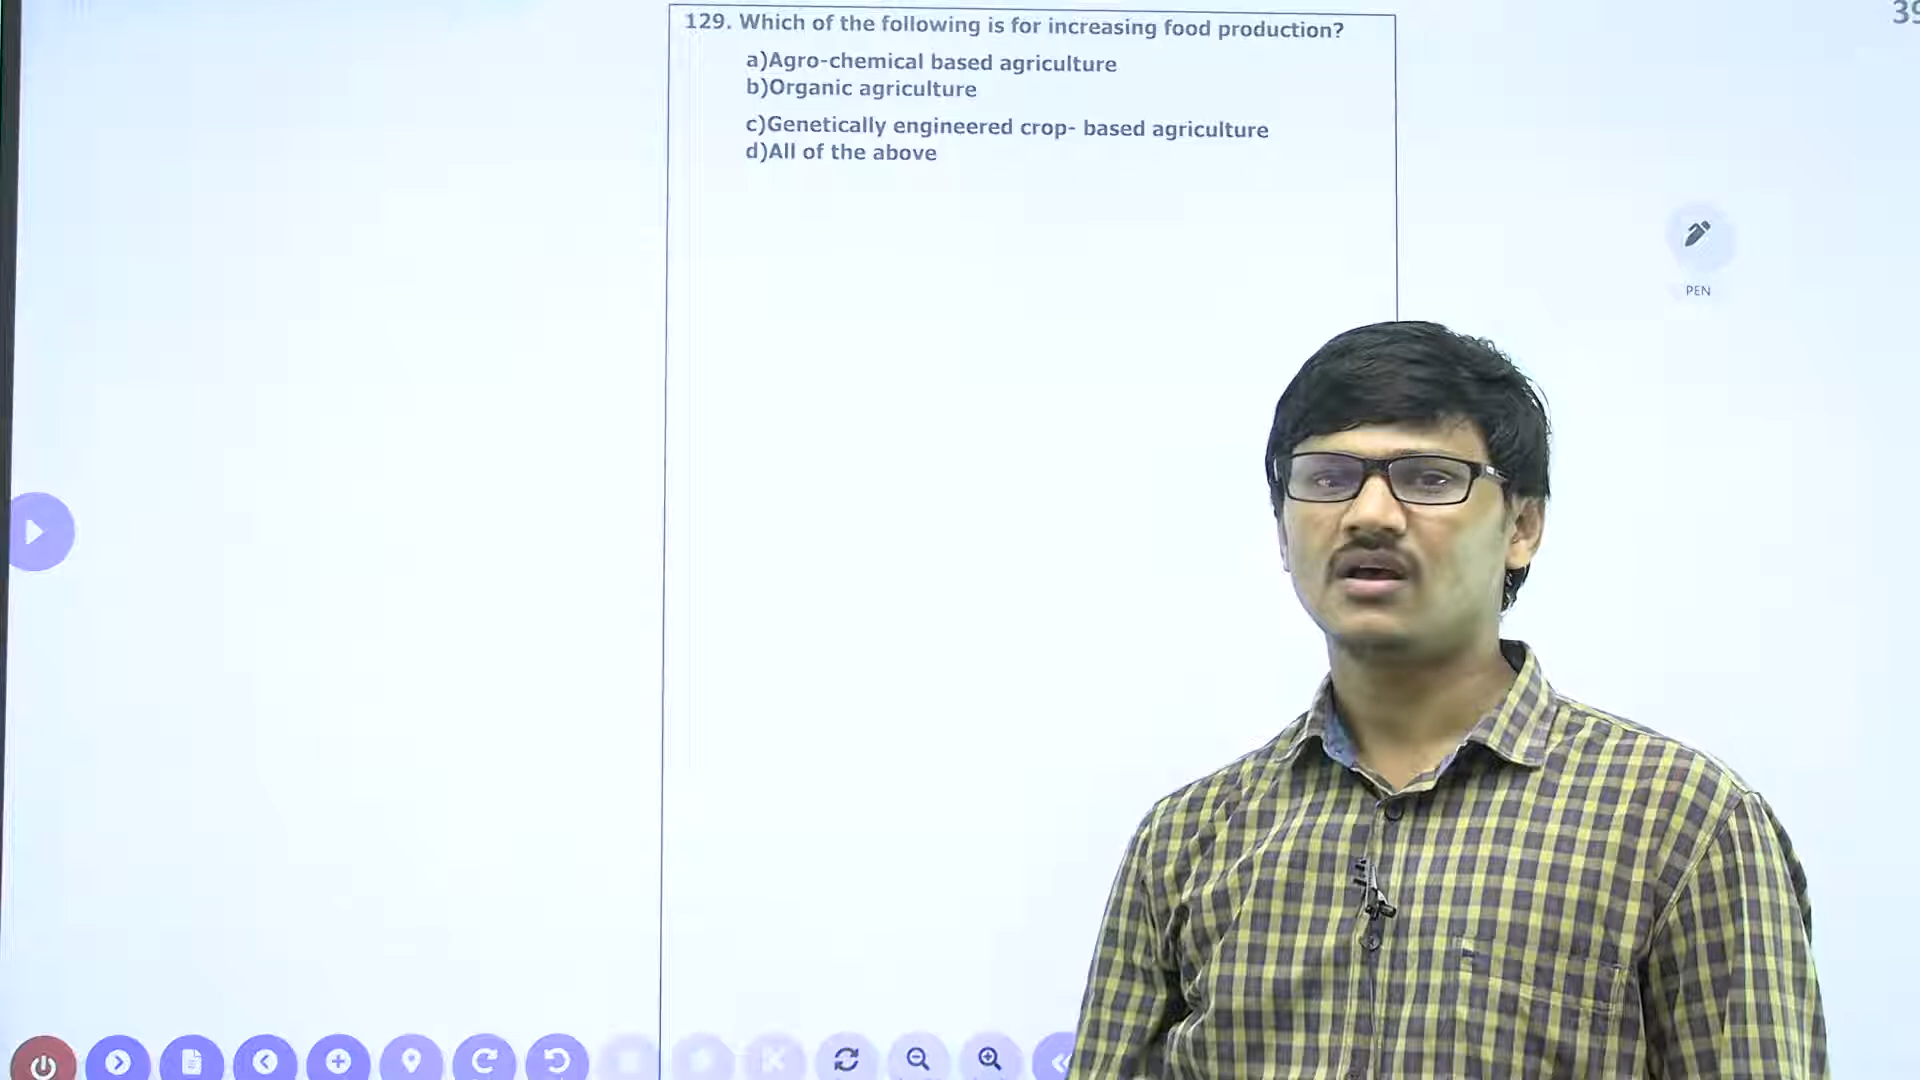 39
129. Which of the following is for increasing food production?
a)Agro-chemical based agriculture
b)Organic agriculture
c)Genetically engineered crop- based agriculture
d)All of the above
PEN